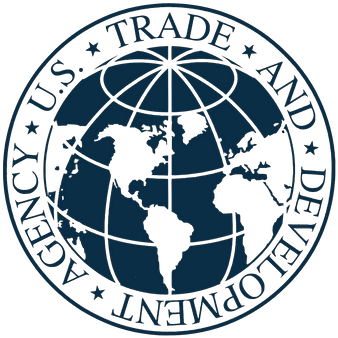 U.S. ★ TRADE ★ AND ★ DEVELOPMENT ★ AGENCY ★